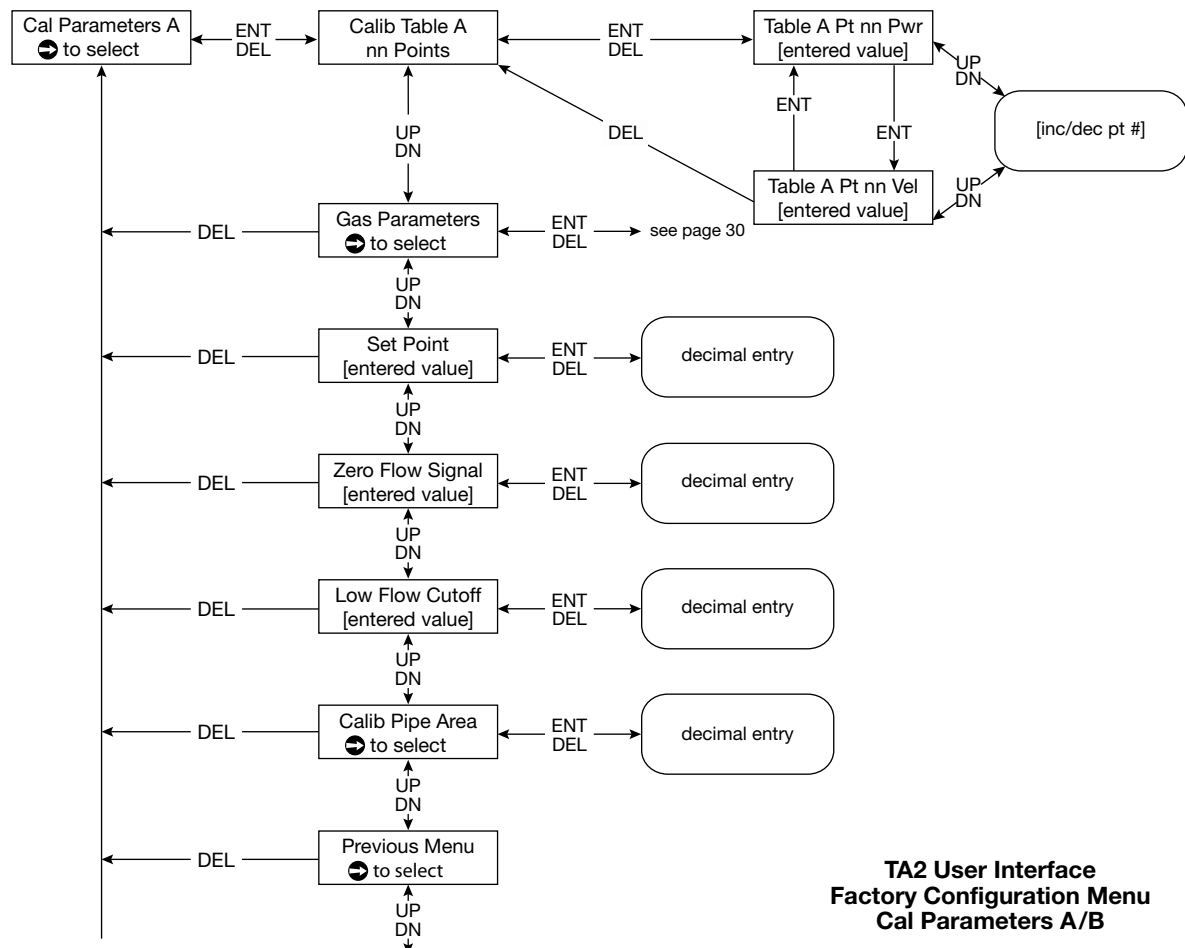 Cal Parameters A
to select
ENT
DEL
Calib Table A
nn Points
ENT
DEL
Table A Pt nn Pwr
[entered value]
UP
DN
[inc/dec pt #]
ENT
ENT
DEL
UP
DN
Table A Pt nn Vel
[entered value]
UP
DN
DEL
Gas Parameters
to select
ENT
DEL
see page 30
UP
DN
DEL
Set Point
[entered value]
ENT
DEL
decimal entry
UP
DN
DEL
Zero Flow Signal
[entered value]
ENT
DEL
decimal entry
UP
DN
DEL
Low Flow Cutoff
[entered value]
ENT
DEL
decimal entry
UP
DN
DEL
Calib Pipe Area
to select
ENT
DEL
decimal entry
UP
DN
DEL
Previous Menu
to select
UP
DN
TA2 User Interface
Factory Configuration Menu
Cal Parameters A/B